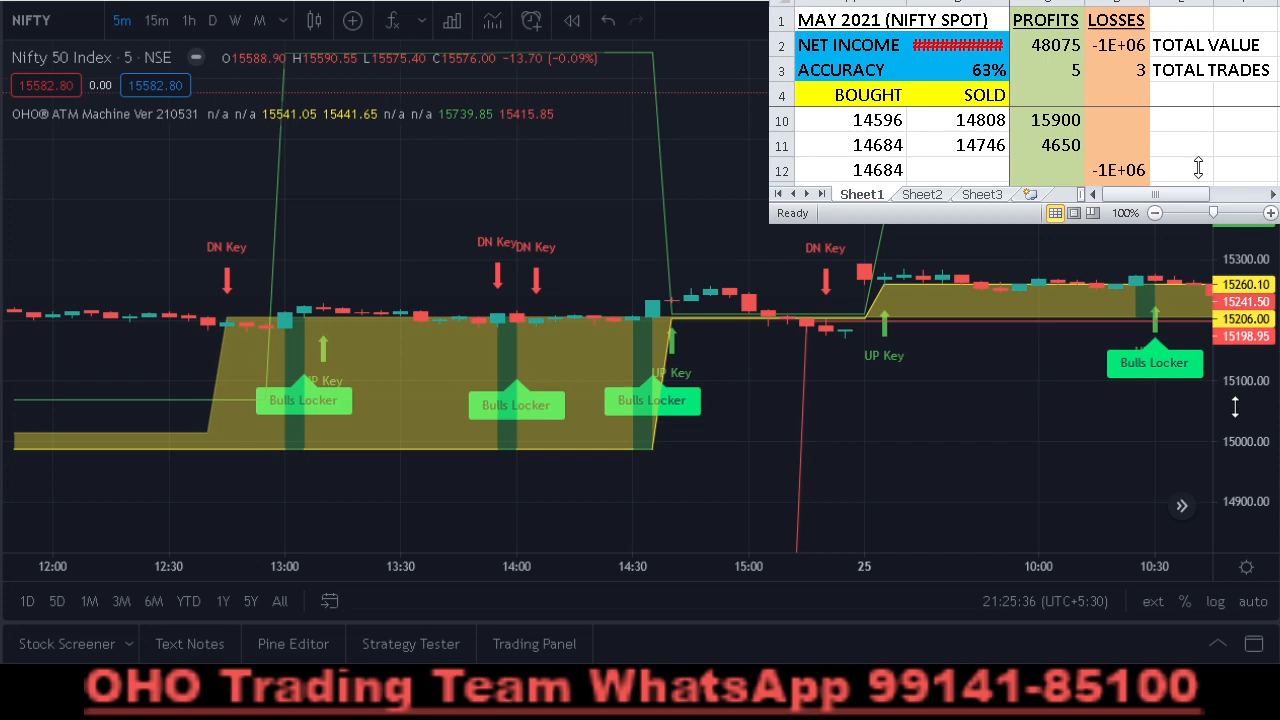 NIFTY 5m 15m 1h D W M
Nifty 50 Index · 5 · NSE O15588.90 H15590.55 L15575.40 C15576.00 -13.70 (-0.09%)
15582.80 0.00 15582.80
OHO® ATM Machine Ver 210531 n/a n/a 15541.05 15441.65 n/a n/a 15739.85 15415.85
1 MAY 2021 (NIFTY SPOT) PROFITS LOSSES
2 NET INCOME ########### 48075 -1E+06 TOTAL VALUE
3 ACCURACY 63% 5 3 TOTAL TRADES
4 BOUGHT SOLD
10 14596 14808 15900
11 14684 14746 4650
12 14684 -1E+06
Sheet1 Sheet2 Sheet3
Ready 100%
DN Key
DN Key
DN Key
DN Key
UP Key
UP Key
UP Key
Bulls Locker
Bulls Locker
Bulls Locker
Bulls Locker
15300.00
15260.10
15241.50
15206.00
15198.95
15100.00
15000.00
14900.00
12:00 12:30 13:00 13:30 14:00 14:30 15:00 25 10:00 10:30
1D 5D 1M 3M 6M YTD 1Y 5Y All 21:25:36 (UTC+5:30) ext % log auto
Stock Screener Text Notes Pine Editor Strategy Tester Trading Panel
OHO Trading Team WhatsApp 99141-85100